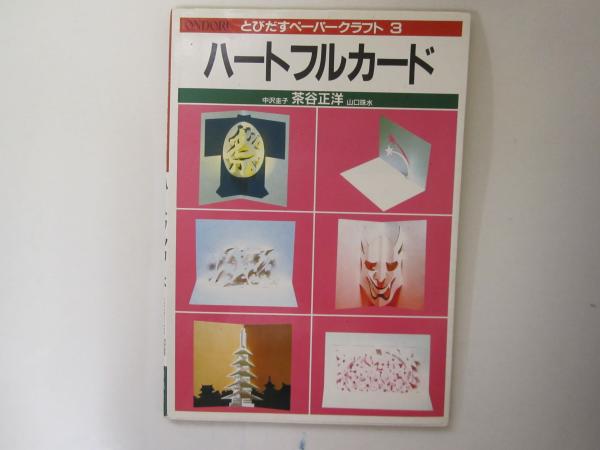 ONDORI とびだすペーパークラフト 3
ハートフルカード
中沢圭子 茶谷正洋 山口珠水